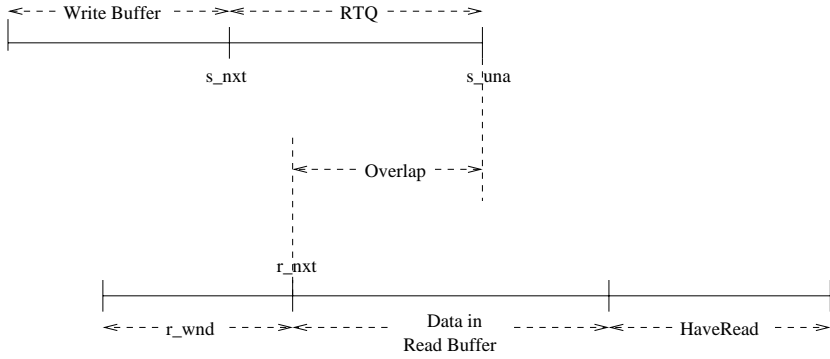 Write Buffer RTQ
s_nxt s_una
Overlap
r_nxt
r_wnd Data in HaveRead
Read Buffer